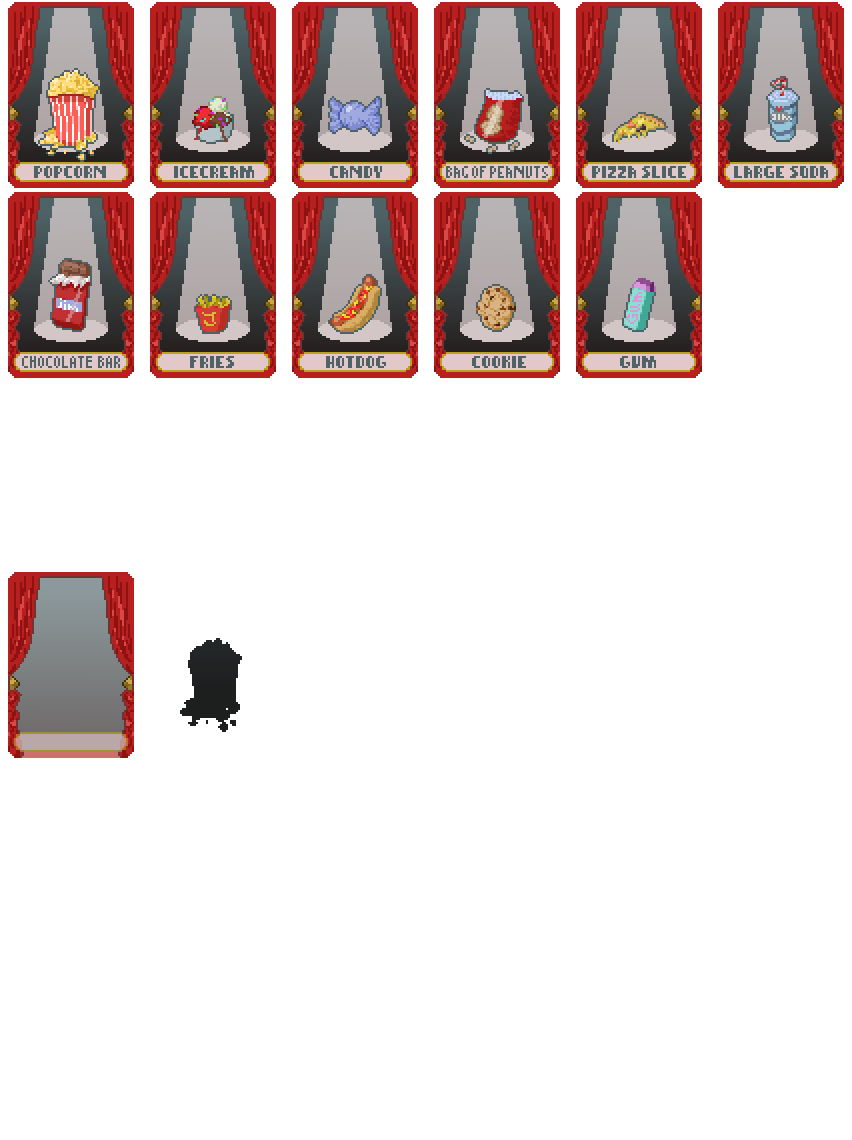 POPCORN
ICECREAM
CANDY
BAG OF PEANUTS
PIZZA SLICE
LARGE SODA
CHOCOLATE BAR
FRIES
HOTDOG
COOKIE
GUM